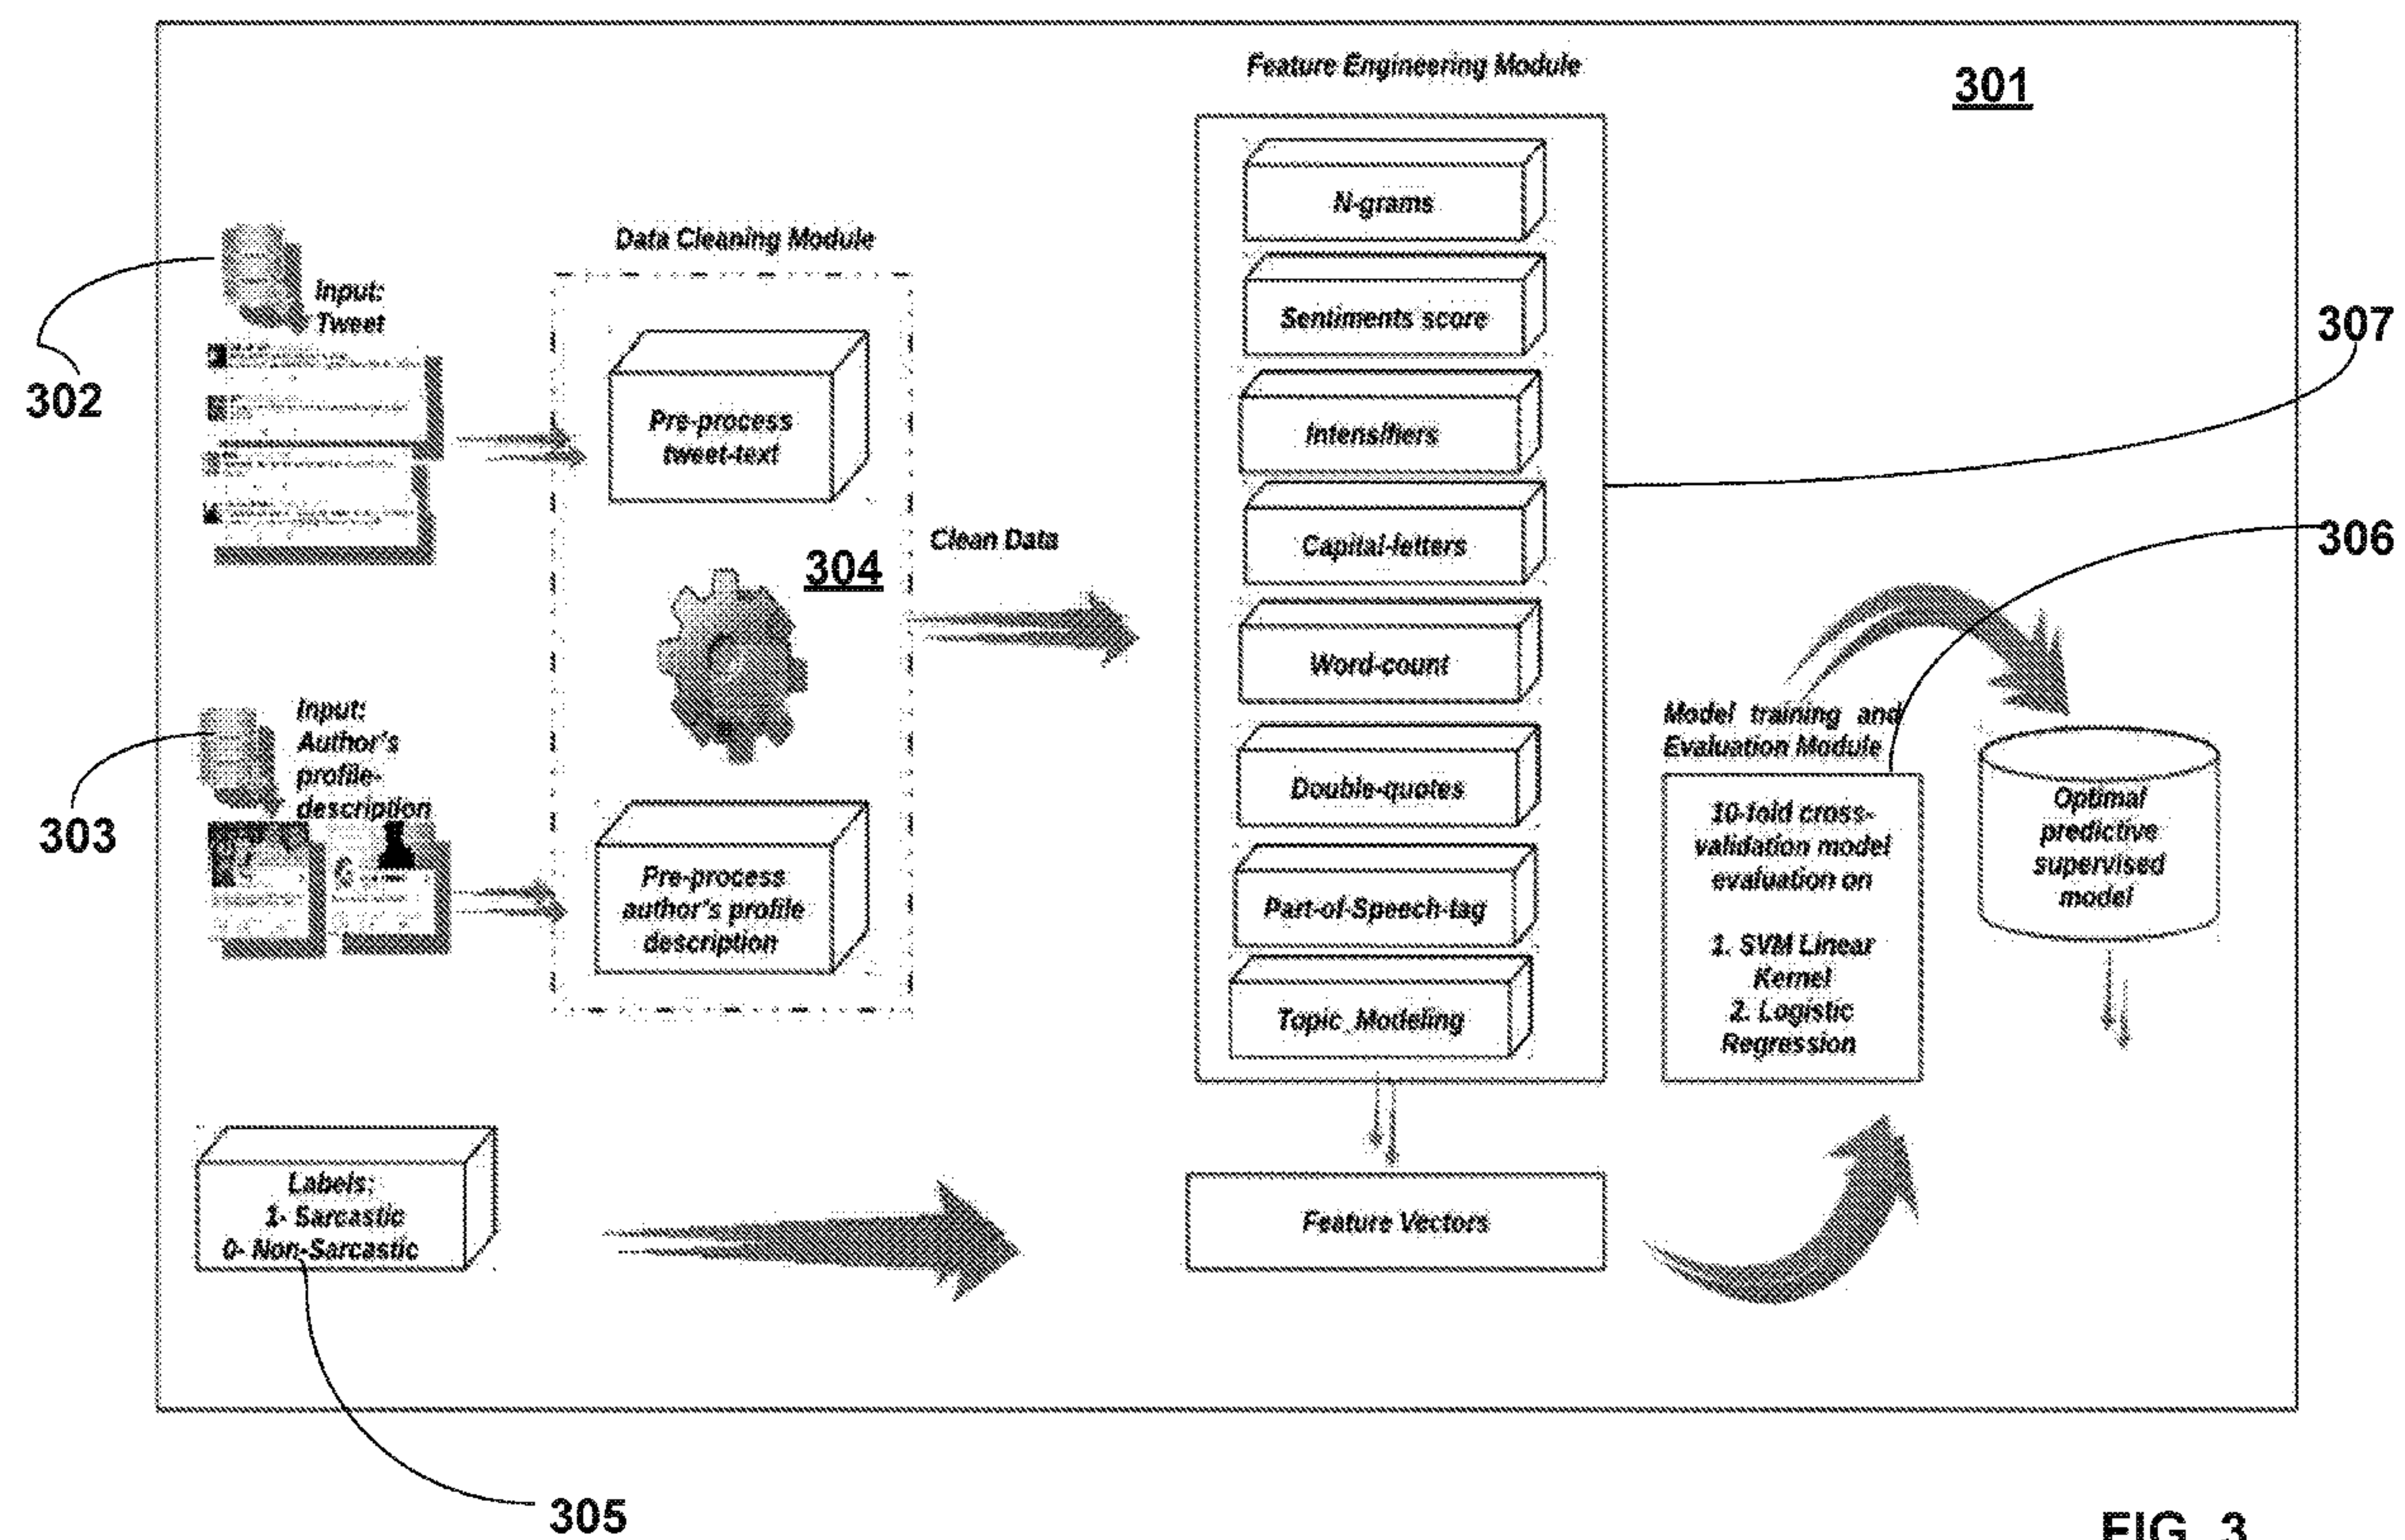 Feature Engineering Module
301
N-grams
Sentiments score
Intensifiers
Capital-letters
Word-count
Double-quotes
Part-of-Speech-tag
Topic_Modeling
307
306
Data Cleaning Module
Input:
Tweet
302
Pre-process
tweet-text
304
Clean Data
Input:
Author's
profile-
description
303
Pre-process
author's profile
description
Model training and
Evaluation Module
10-fold cross-
validation model
evaluation on
1. SVM Linear
Kernel
2. Logistic
Regression
Optimal
predictive
supervised
model
Labels:
1- Sarcastic
0- Non-Sarcastic
Feature Vectors
305
FIG. 3